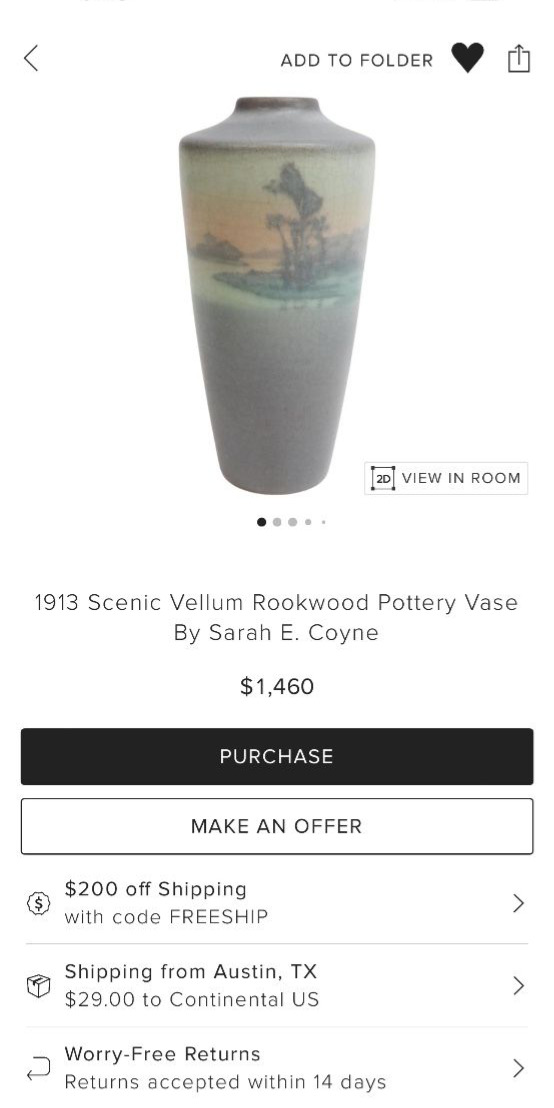 ADD TO FOLDER
2D VIEW IN ROOM
1913 Scenic Vellum Rookwood Pottery Vase
By Sarah E. Coyne
$1,460
PURCHASE
MAKE AN OFFER
$200 off Shipping
with code FREESHIP
Shipping from Austin, TX
$29.00 to Continental US
Worry-Free Returns
Returns accepted within 14 days